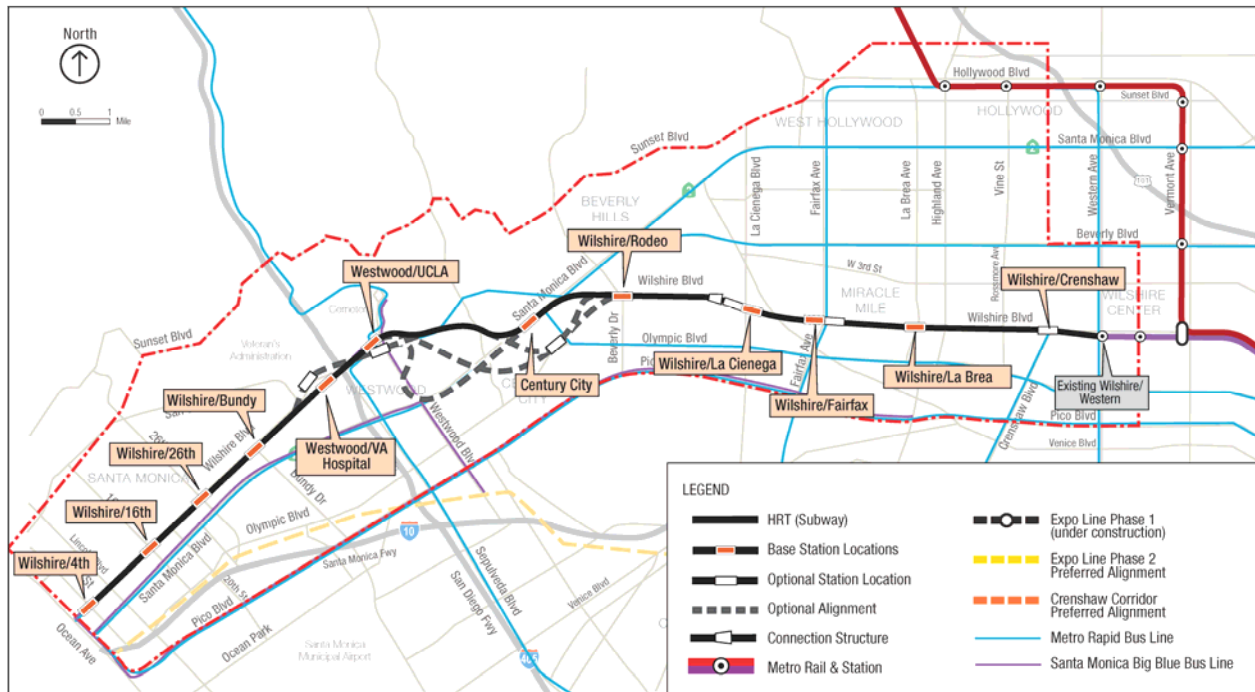 North
0 0.5 1
Mile
Hollywood Blvd
HOLLYWOOD
Sunset Blvd
WEST HOLLYWOOD
Santa Monica Blvd
Sunset Blvd
La Cienega Blvd
Fairfax Ave
La Brea Ave
Highland Ave
Vine St
Western Ave
Vermont Ave
101
BEVERLY HILLS
Beverly Blvd
Wilshire/Rodeo
W 3rd St
Rossmore Ave
Westwood/UCLA
Santa Monica Blvd
Wilshire Blvd
MIRACLE MILE
Wilshire/Crenshaw
WILSHIRE CENTER
Wilshire Blvd
Sunset Blvd
Veteran's
Administration
Beverly Dr
Olympic Blvd
Wilshire/La Cienega
Fairfax Ave
Wilshire/La Brea
Existing Wilshire/
Western
Century City
Wilshire/Fairfax
Crenshaw Blvd
Pico Blvd
Venice Blvd
WESTWOOD
Wilshire/Bundy
Wilshire Blvd
Westwood/VA
Hospital
Westwood Blvd
Wilshire/26th
SANTA MONICA
Bundy Dr
Olympic Blvd
10
Wilshire/16th
Santa Monica Fwy
Lincoln Blvd
Wilshire/4th
Santa Monica Blvd
20th St
Pico Blvd
Sepulveda Blvd
San Diego Fwy
Venice Blvd
Ocean Ave
Ocean Park
Santa Monica
Municipal Airport
405
LEGEND
HRT (Subway)
Base Station Locations
Optional Station Location
Optional Alignment
Connection Structure
Metro Rail & Station
Expo Line Phase 1
(under construction)
Expo Line Phase 2
Preferred Alignment
Crenshaw Corridor
Preferred Alignment
Metro Rapid Bus Line
Santa Monica Big Blue Bus Line